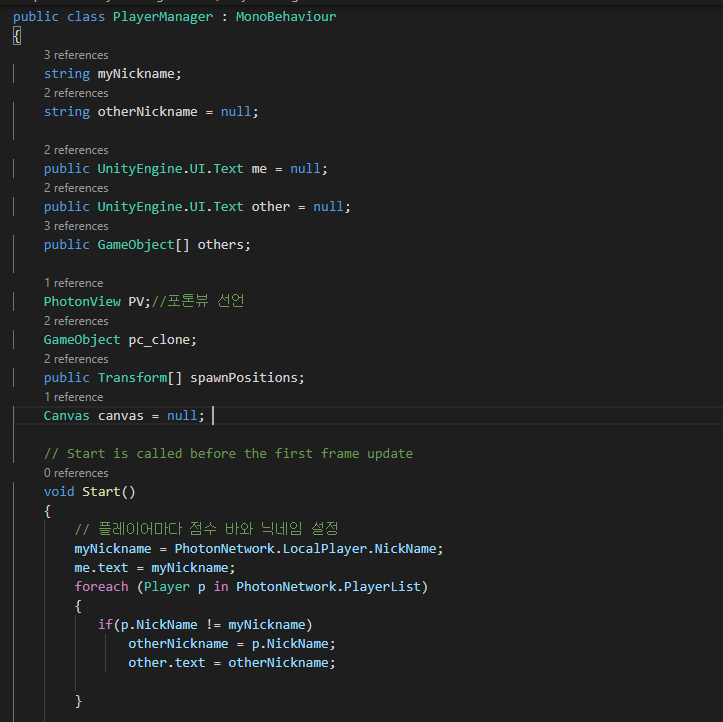 public class PlayerManager : MonoBehaviour
{
3 references
string myNickname;
2 references
string otherNickname = null;
2 references
public UnityEngine.UI.Text me = null;
2 references
public UnityEngine.UI.Text other = null;
3 references
public GameObject[] others;
1 reference
PhotonView PV;//포톤뷰 선언
2 references
GameObject pc_clone;
2 references
public Transform[] spawnPositions;
1 reference
Canvas canvas = null;
// Start is called before the first frame update
0 references
void Start()
{
// 플레이어마다 점수 바와 닉네임 설정
myNickname = PhotonNetwork.LocalPlayer.NickName;
me.text = myNickname;
foreach (Player p in PhotonNetwork.PlayerList)
{
if(p.NickName != myNickname)
otherNickname = p.NickName;
other.text = otherNickname;
}